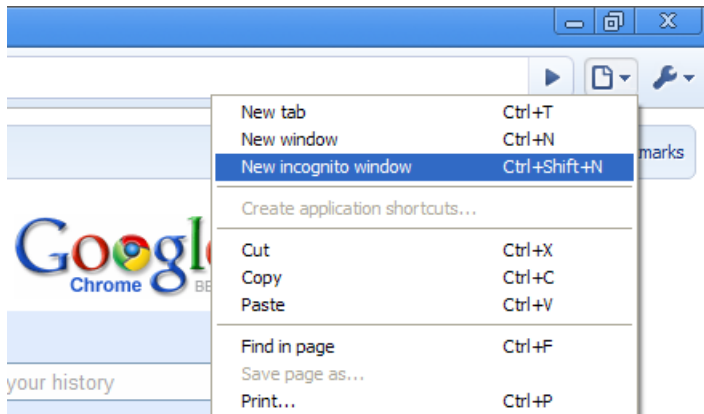 New tab Ctrl+T
New window Ctrl+N
New incognito window Ctrl+Shift+N
marks
Create application shortcuts...
Google
Chrome BE
Cut Ctrl+X
Copy Ctrl+C
Paste Ctrl+V
Find in page Ctrl+F
your history
Save page as...
Print... Ctrl+P